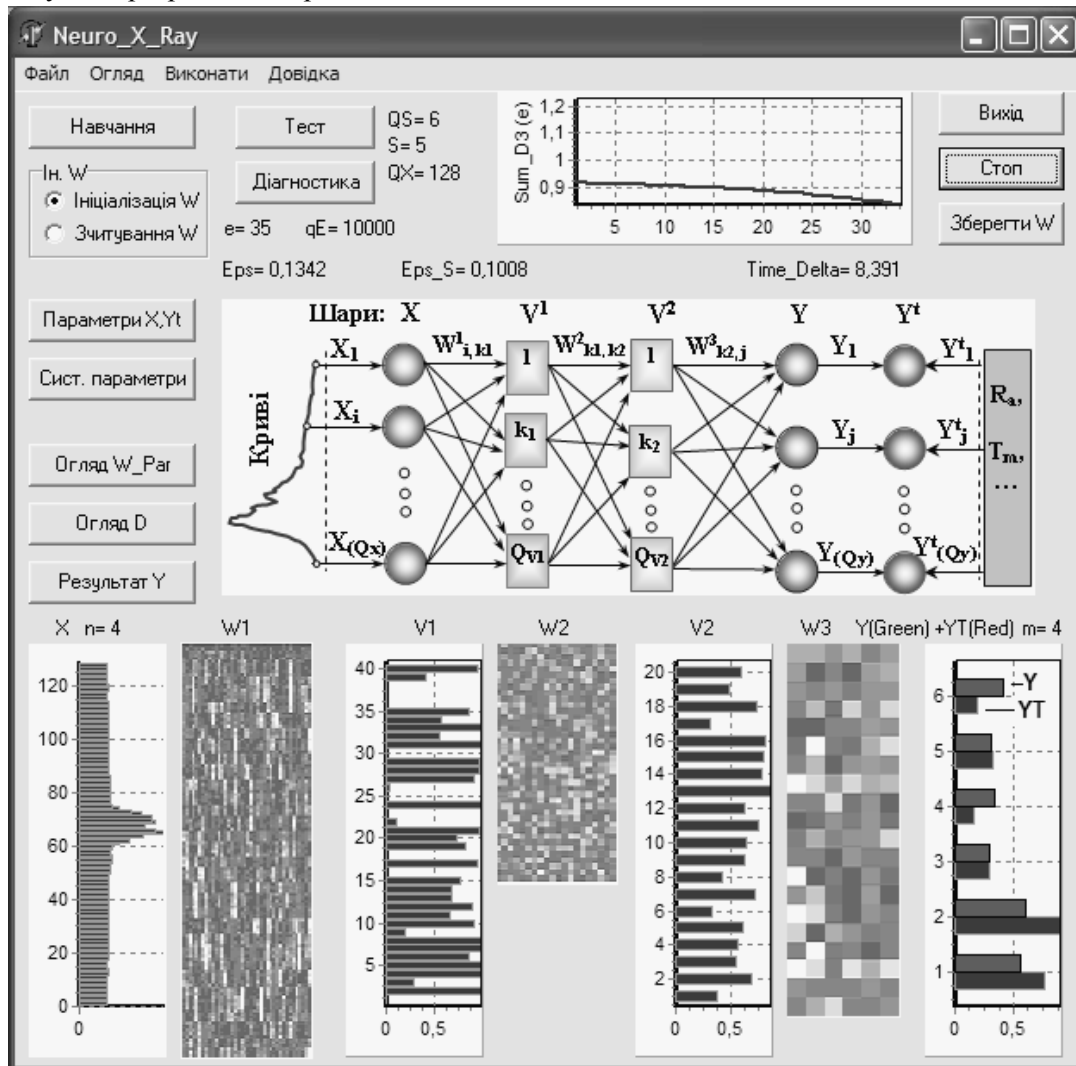 Neuro_X_Ray
Файл Огляд Виконати Довідка
Навчання
Тест
QS= 6
S= 5
QX= 128
Діагностика
Ін. W
Ініціалізація W
Зчитування W
e= 35 qE= 10000
Sum_D3 (e)
1,2
1,1
1
0,9
5 10 15 20 25 30
Вихід
Стоп
Зберегти W
Eps= 0,1342 Eps_S= 0,1008 Time_Delta= 8,391
Параметри X,Yt
Сист. параметри
Огляд W_Par
Огляд D
Результат Y
Шари: X V¹ V² Y Yᵗ
Криві
X₁ W¹i,k1 1 W²k1,k2 1 W³k2,j Y₁ Yᵗ₁
Xi k₁ k₂ Yj Yᵗj
X(Qx) QV1 QV2 Y(Qy) Yᵗ(Qy)
Rₐ,
Tₘ,
...
X n= 4 W1 V1 W2 V2 W3 Y(Green) +YT(Red) m= 4
120
100
80
60
40
20
0
0
40
35
30
25
20
15
10
5
0 0,5
20
18
16
14
12
10
8
6
4
2
0 0,5
6
5
4
3
2
1
Y
YT
0 0,5